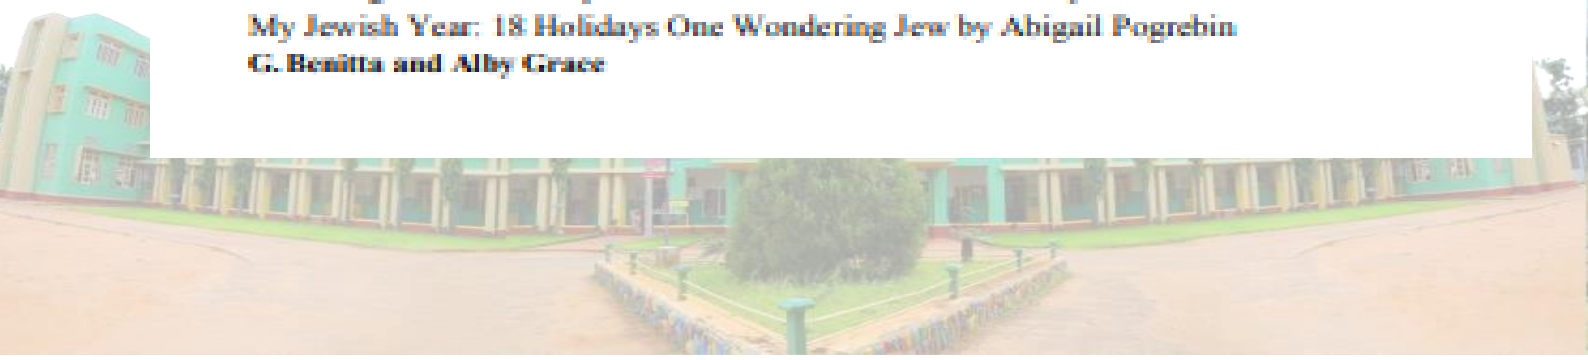 My Jewish Year: 18 Holidays One Wondering Jew by Abigail Pogrebin
G. Benitta and Alby Grace